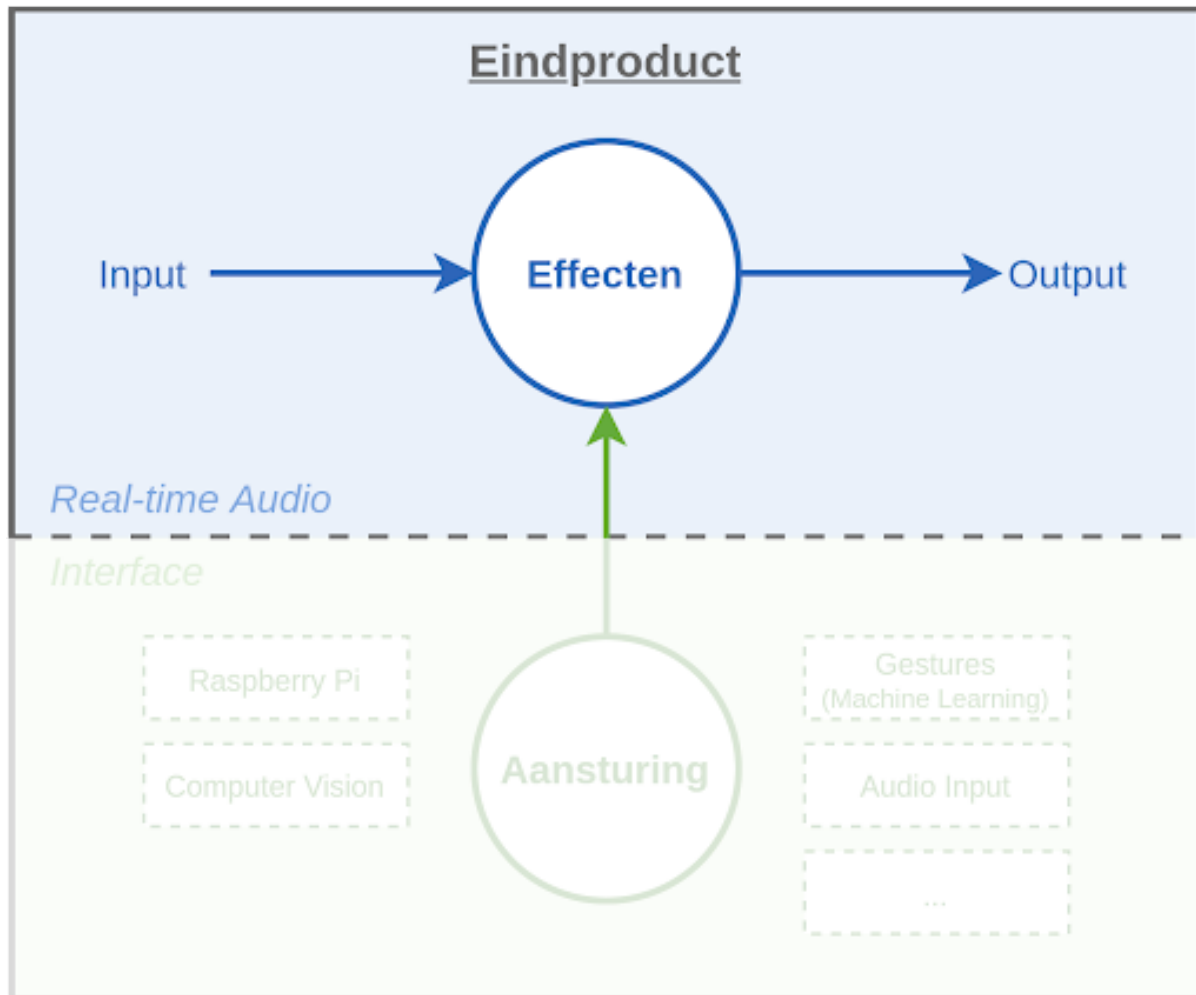 Eindproduct
Input
Effecten
Output
Real-time Audio
Interface
Raspberry Pi
Computer Vision
Aansturing
Gestures
(Machine Learning)
Audio Input
...